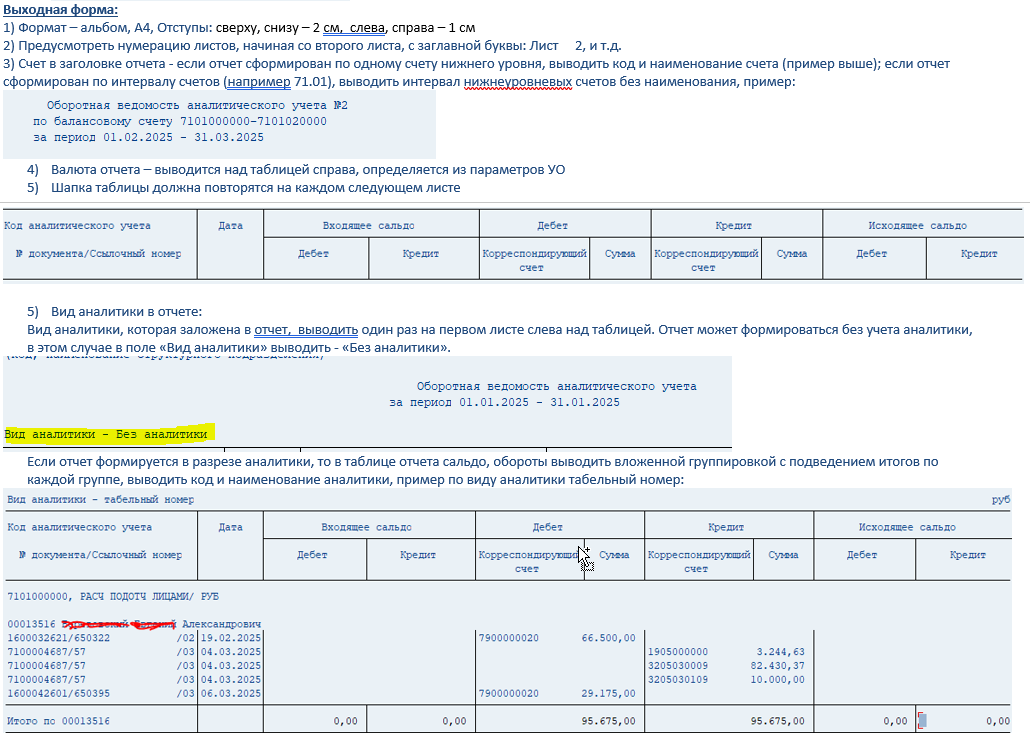 Выходная форма:
1) Формат – альбом, А4, Отступы: сверху, снизу – 2 см, слева, справа – 1 см
2) Предусмотреть нумерацию листов, начиная со второго листа, с заглавной буквы: Лист 2, и т.д.
3) Счет в заголовке отчета - если отчет сформирован по одному счету нижнего уровня, выводить код и наименование счета (пример выше); если отчет
сформирован по интервалу счетов (например 71.01), выводить интервал нижнеуровневых счетов без наименования, пример:
Оборотная ведомость аналитического учета №2
по балансовому счету 7101000000-7101020000
за период 01.02.2025 - 31.03.2025
4) Валюта отчета – выводится над таблицей справа, определяется из параметров УО
5) Шапка таблицы должна повторятся на каждом следующем листе
Код аналитического учета Дата Входящее сальдо Дебет Кредит Исходящее сальдо
№ документа/Ссылочный номер Дебет Кредит Корреспондирующий счет Сумма Корреспондирующий счет Сумма Дебет Кредит
5) Вид аналитики в отчете:
Вид аналитики, которая заложена в отчет, выводить один раз на первом листе слева над таблицей. Отчет может формироваться без учета аналитики,
в этом случае в поле «Вид аналитики» выводить - «Без аналитики».
(код, наименование структурного подразделения)
Оборотная ведомость аналитического учета
за период 01.01.2025 - 31.01.2025
Вид аналитики - Без аналитики
Если отчет формируется в разрезе аналитики, то в таблице отчета сальдо, обороты выводить вложенной группировкой с подведением итогов по
каждой группе, выводить код и наименование аналитики, пример по виду аналитики табельный номер:
Вид аналитики - табельный номер руб
Код аналитического учета Дата Входящее сальдо Дебет Кредит Исходящее сальдо
№ документа/Ссылочный номер Дебет Кредит Корреспондирующий счет Сумма Корреспондирующий счет Сумма Дебет Кредит
7101000000, РАСЧ ПОДОТЧ ЛИЦАМИ/ РУБ
00013516 Александрович
1600032621/650322 /02 19.02.2025 7900000020 66.500,00
7100004687/57 /03 04.03.2025 1905000000 3.244,63
7100004687/57 /03 04.03.2025 3205030009 82.430,37
7100004687/57 /03 04.03.2025 3205030109 10.000,00
1600042601/650395 /03 06.03.2025 7900000020 29.175,00
Итого по 00013516 0,00 0,00 95.675,00 95.675,00 0,00 0,00